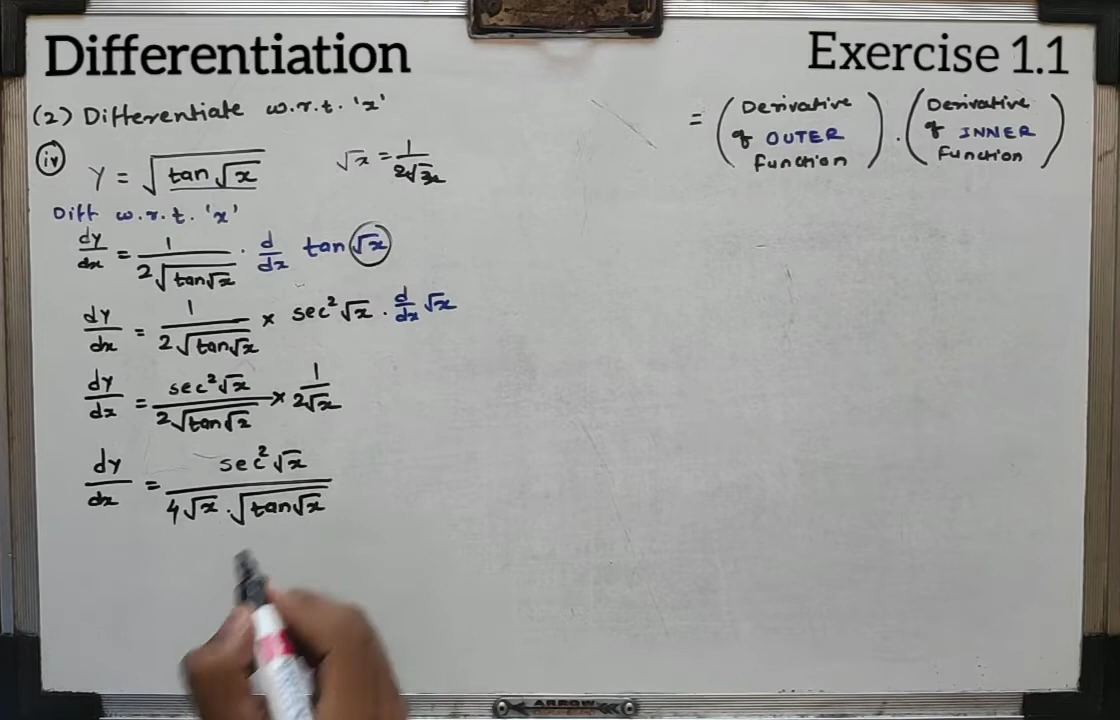 Differentiation
Exercise 1.1
(2) Differentiate w.r.t. 'x'
= (Derivative of OUTER function) . (Derivative of INNER function)
(iv) Y = √(tan √x)
√x = 1/(2√x)
Diff w.r.t. 'x'
dy/dx = 1/(2√(tan√x)) . d/dx tan √x
dy/dx = 1/(2√(tan√x)) × sec² √x . d/dx √x
dy/dx = sec²√x/(2√(tan√x)) × 1/(2√x)
dy/dx = sec² √x/(4√x . √(tan√x))
ARROW